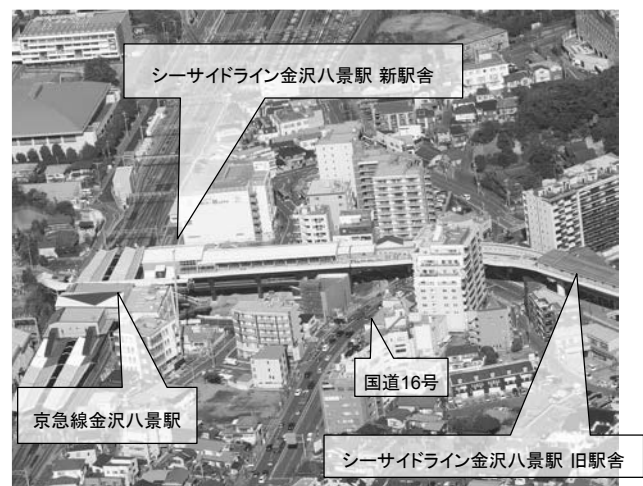 シーサイドライン金沢八景駅 新駅舎
国道16号
京急線金沢八景駅
シーサイドライン金沢八景駅 旧駅舎